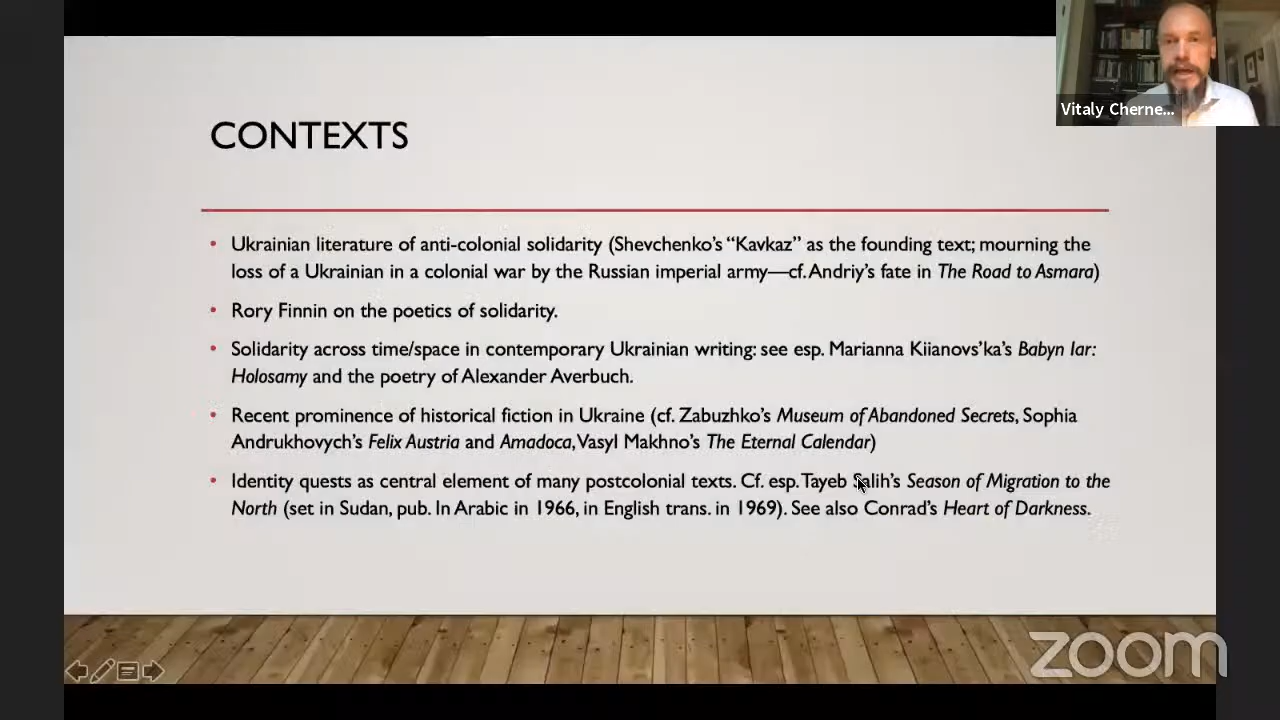 Vitaly Cherne...
CONTEXTS
• Ukrainian literature of anti-colonial solidarity (Shevchenko's “Kavkaz” as the founding text; mourning the
loss of a Ukrainian in a colonial war by the Russian imperial army—cf. Andriy's fate in The Road to Asmara)
• Rory Finnin on the poetics of solidarity.
• Solidarity across time/space in contemporary Ukrainian writing: see esp. Marianna Kiianovs'ka's Babyn Iar:
Holosamy and the poetry of Alexander Averbuch.
• Recent prominence of historical fiction in Ukraine (cf. Zabuzhko's Museum of Abandoned Secrets, Sophia
Andrukhovych's Felix Austria and Amadoca, Vasyl Makhno's The Eternal Calendar)
• Identity quests as central element of many postcolonial texts. Cf. esp. Tayeb Salih's Season of Migration to the
North (set in Sudan, pub. In Arabic in 1966, in English trans. in 1969). See also Conrad's Heart of Darkness.
zoom